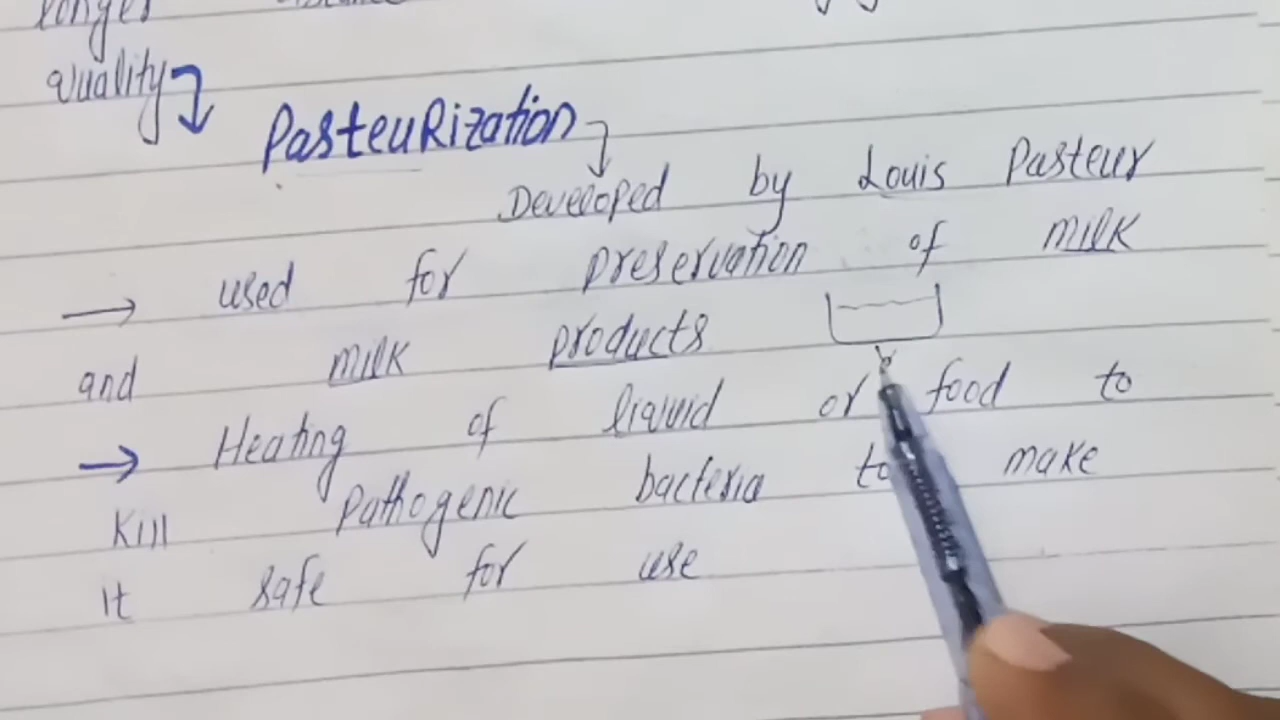 longer
quality
PasteuRization
Developed by Louis Pasteur
used for preservation of milk
and milk products
Heating of liquid or food to
kill Pathogenic bacteria to make
it safe for use